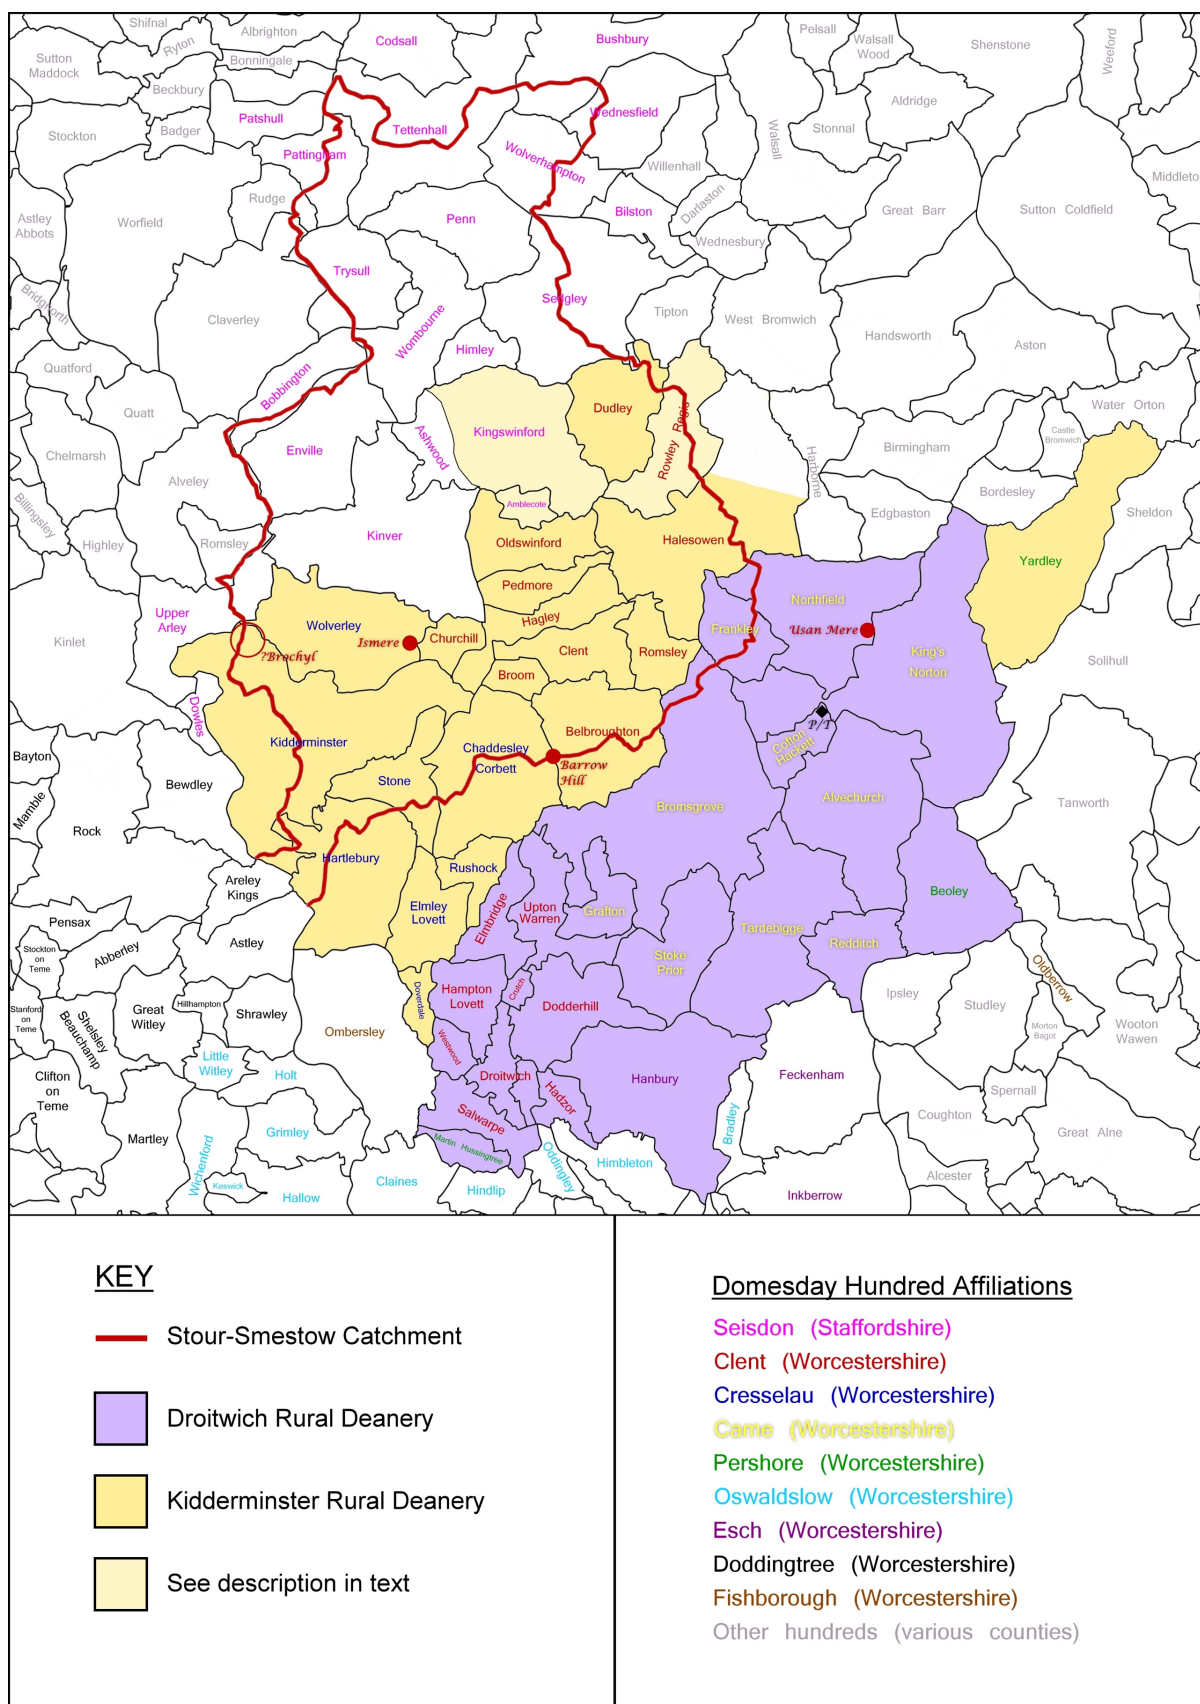 Shifnal
Albrighton
Codsall
Bushbury
Pelsall
Walsall
Wood
Shenstone
Weeford
Sutton
Maddock
Ryton
Bonningale
Beckbury
Patshull
Aldridge
Wednesfield
Stockton
Badger
Tettenhall
Walsall
Stonnal
Pattingham
Wolverhampton
Willenhall
Middleto
Rudge
Darlaston
Astley
Abbots
Worfield
Penn
Bilston
Great Barr
Sutton Coldfield
Wednesbury
Trysull
Bridgnorth
Sedgley
Claverley
Wombourne
Tipton
West Bromwich
Handsworth
Aston
Himley
Quatford
Bobbington
Quatt
Dudley
Rowley Regis
Water Orton
Kingswinford
Castle
Bromwich
Ashwood
Enville
Birmingham
Chelmarsh
Alveley
Harborne
Bordesley
Amblecote
Billingsley
Edgbaston
Sheldon
Highley
Romsley
Kinver
Oldswinford
Halesowen
Yardley
Pedmore
Upper
Arley
Hagley
Northfield
Kinlet
Wolverley
Ismere
Churchill
Frankley
Usan Mere
?Brochyl
Clent
Romsley
King's
Norton
Solihull
Broom
Dowles
P/T
Kidderminster
Belbroughton
Cofton
Hackett
Chaddesley
Corbett
Barrow
Hill
Bayton
Bewdley
Stone
Mamble
Rock
Bromsgrove
Alvechurch
Tanworth
Hartlebury
Rushock
Areley
Kings
Beoley
Elmley
Lovett
Elmbridge
Upton
Warren
Grafton
Pensax
Tardebigge
Abberley
Astley
Redditch
Stockton
on
Teme
Stoke
Prior
Oldberrow
Doverdale
Hampton
Lovett
Crutch
Dodderhill
Ipsley
Studley
Stanford
on
Teme
Shelsley
Beauchamp
Great
Witley
Hillhampton
Shrawley
Ombersley
Morton
Bagot
Wooton
Wawen
Westwood
Little
Witley
Holt
Droitwich
Hanbury
Feckenham
Clifton
on
Teme
Hadzor
Spernall
Salwarpe
Bradley
Coughton
Martley
Wichenford
Grimley
Great Alne
Martin Hussingtree
Oddingley
Himbleton
Keswick
Hallow
Claines
Hindlip
Inkberrow
Alcester
KEY
Stour-Smestow Catchment
Droitwich Rural Deanery
Kidderminster Rural Deanery
See description in text
Domesday Hundred Affiliations
Seisdon (Staffordshire)
Clent (Worcestershire)
Cresselau (Worcestershire)
Came (Worcestershire)
Pershore (Worcestershire)
Oswaldslow (Worcestershire)
Esch (Worcestershire)
Doddingtree (Worcestershire)
Fishborough (Worcestershire)
Other hundreds (various counties)